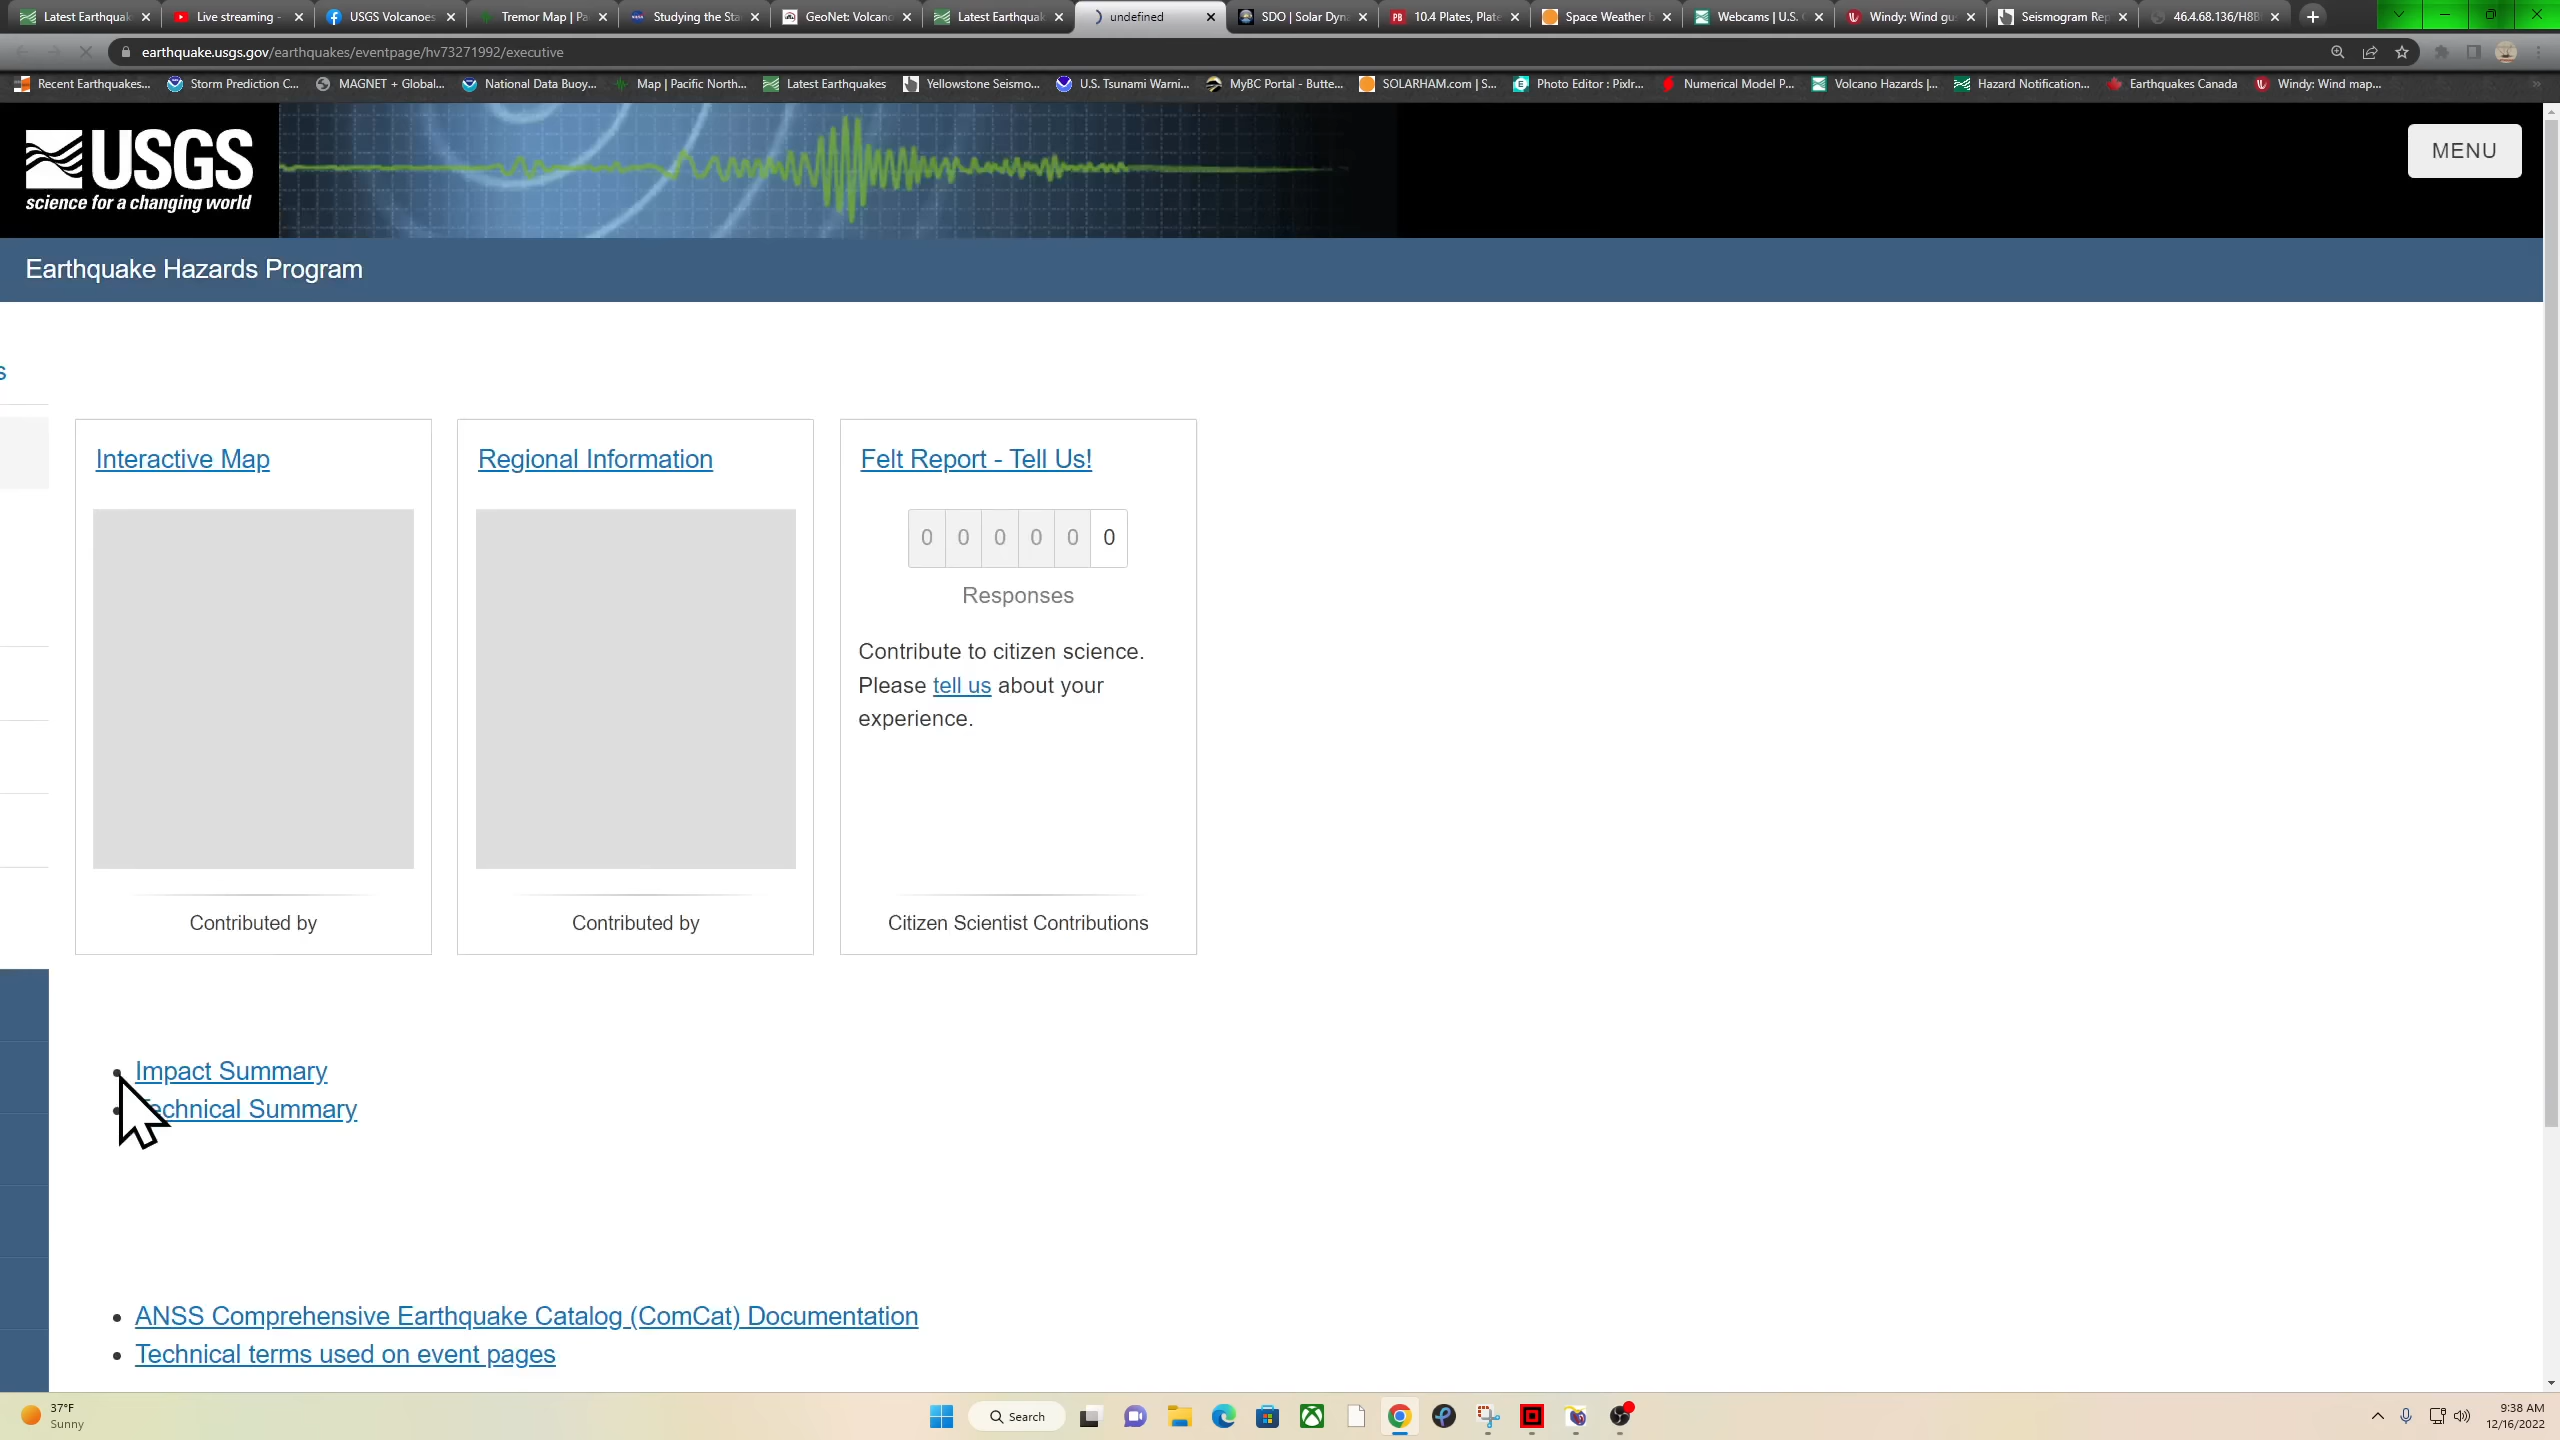 Latest Earthquak
Live streaming -
USGS Volcanoes
Tremor Map | Pa
Studying the Sta
GeoNet: Volcano
Latest Earthquak
undefined
SDO | Solar Dyna
10.4 Plates, Plate
Space Weather b
Webcams | U.S. G
Windy: Wind gu
Seismogram Rep
46.4.68.136/H8B
earthquake.usgs.gov/earthquakes/eventpage/hv73271992/executive
Recent Earthquakes...
Storm Prediction C...
MAGNET + Global...
National Data Buoy...
Map | Pacific North...
Latest Earthquakes
Yellowstone Seismo...
U.S. Tsunami Warni...
MyBC Portal - Butte...
SOLARHAM.com | S...
Photo Editor : Pixlr...
Numerical Model P...
Volcano Hazards |...
Hazard Notification...
Earthquakes Canada
Windy: Wind map...
USGS
science for a changing world
MENU
Earthquake Hazards Program
s
Interactive Map
Contributed by
Regional Information
Contributed by
Felt Report - Tell Us!
0 0 0 0 0 0
Responses
Contribute to citizen science.
Please tell us about your
experience.
Citizen Scientist Contributions
• Impact Summary
• echnical Summary
• ANSS Comprehensive Earthquake Catalog (ComCat) Documentation
• Technical terms used on event pages
37°F
Sunny
Search
9:38 AM
12/16/2022